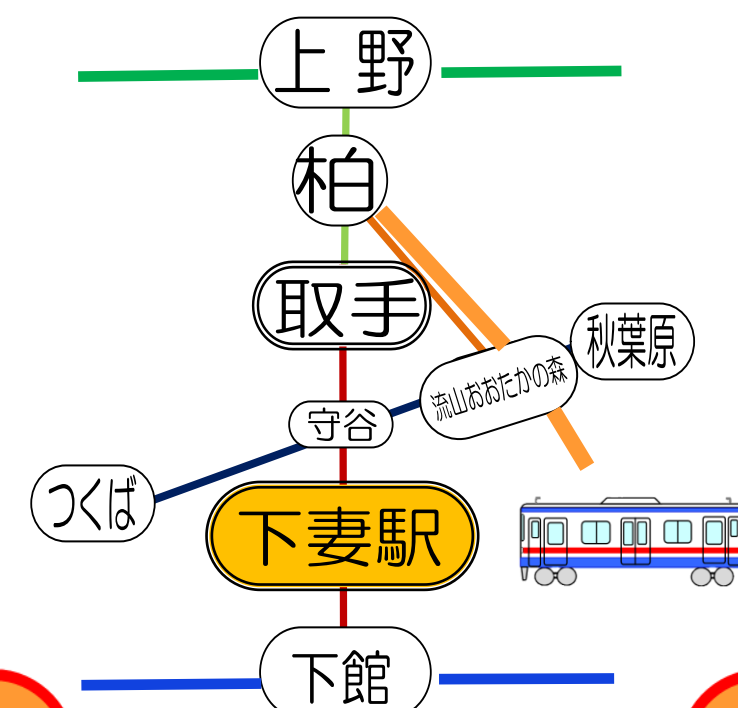 上野
柏
取手
秋葉原
流山おおたかの森
守谷
つくば
下妻駅
下館